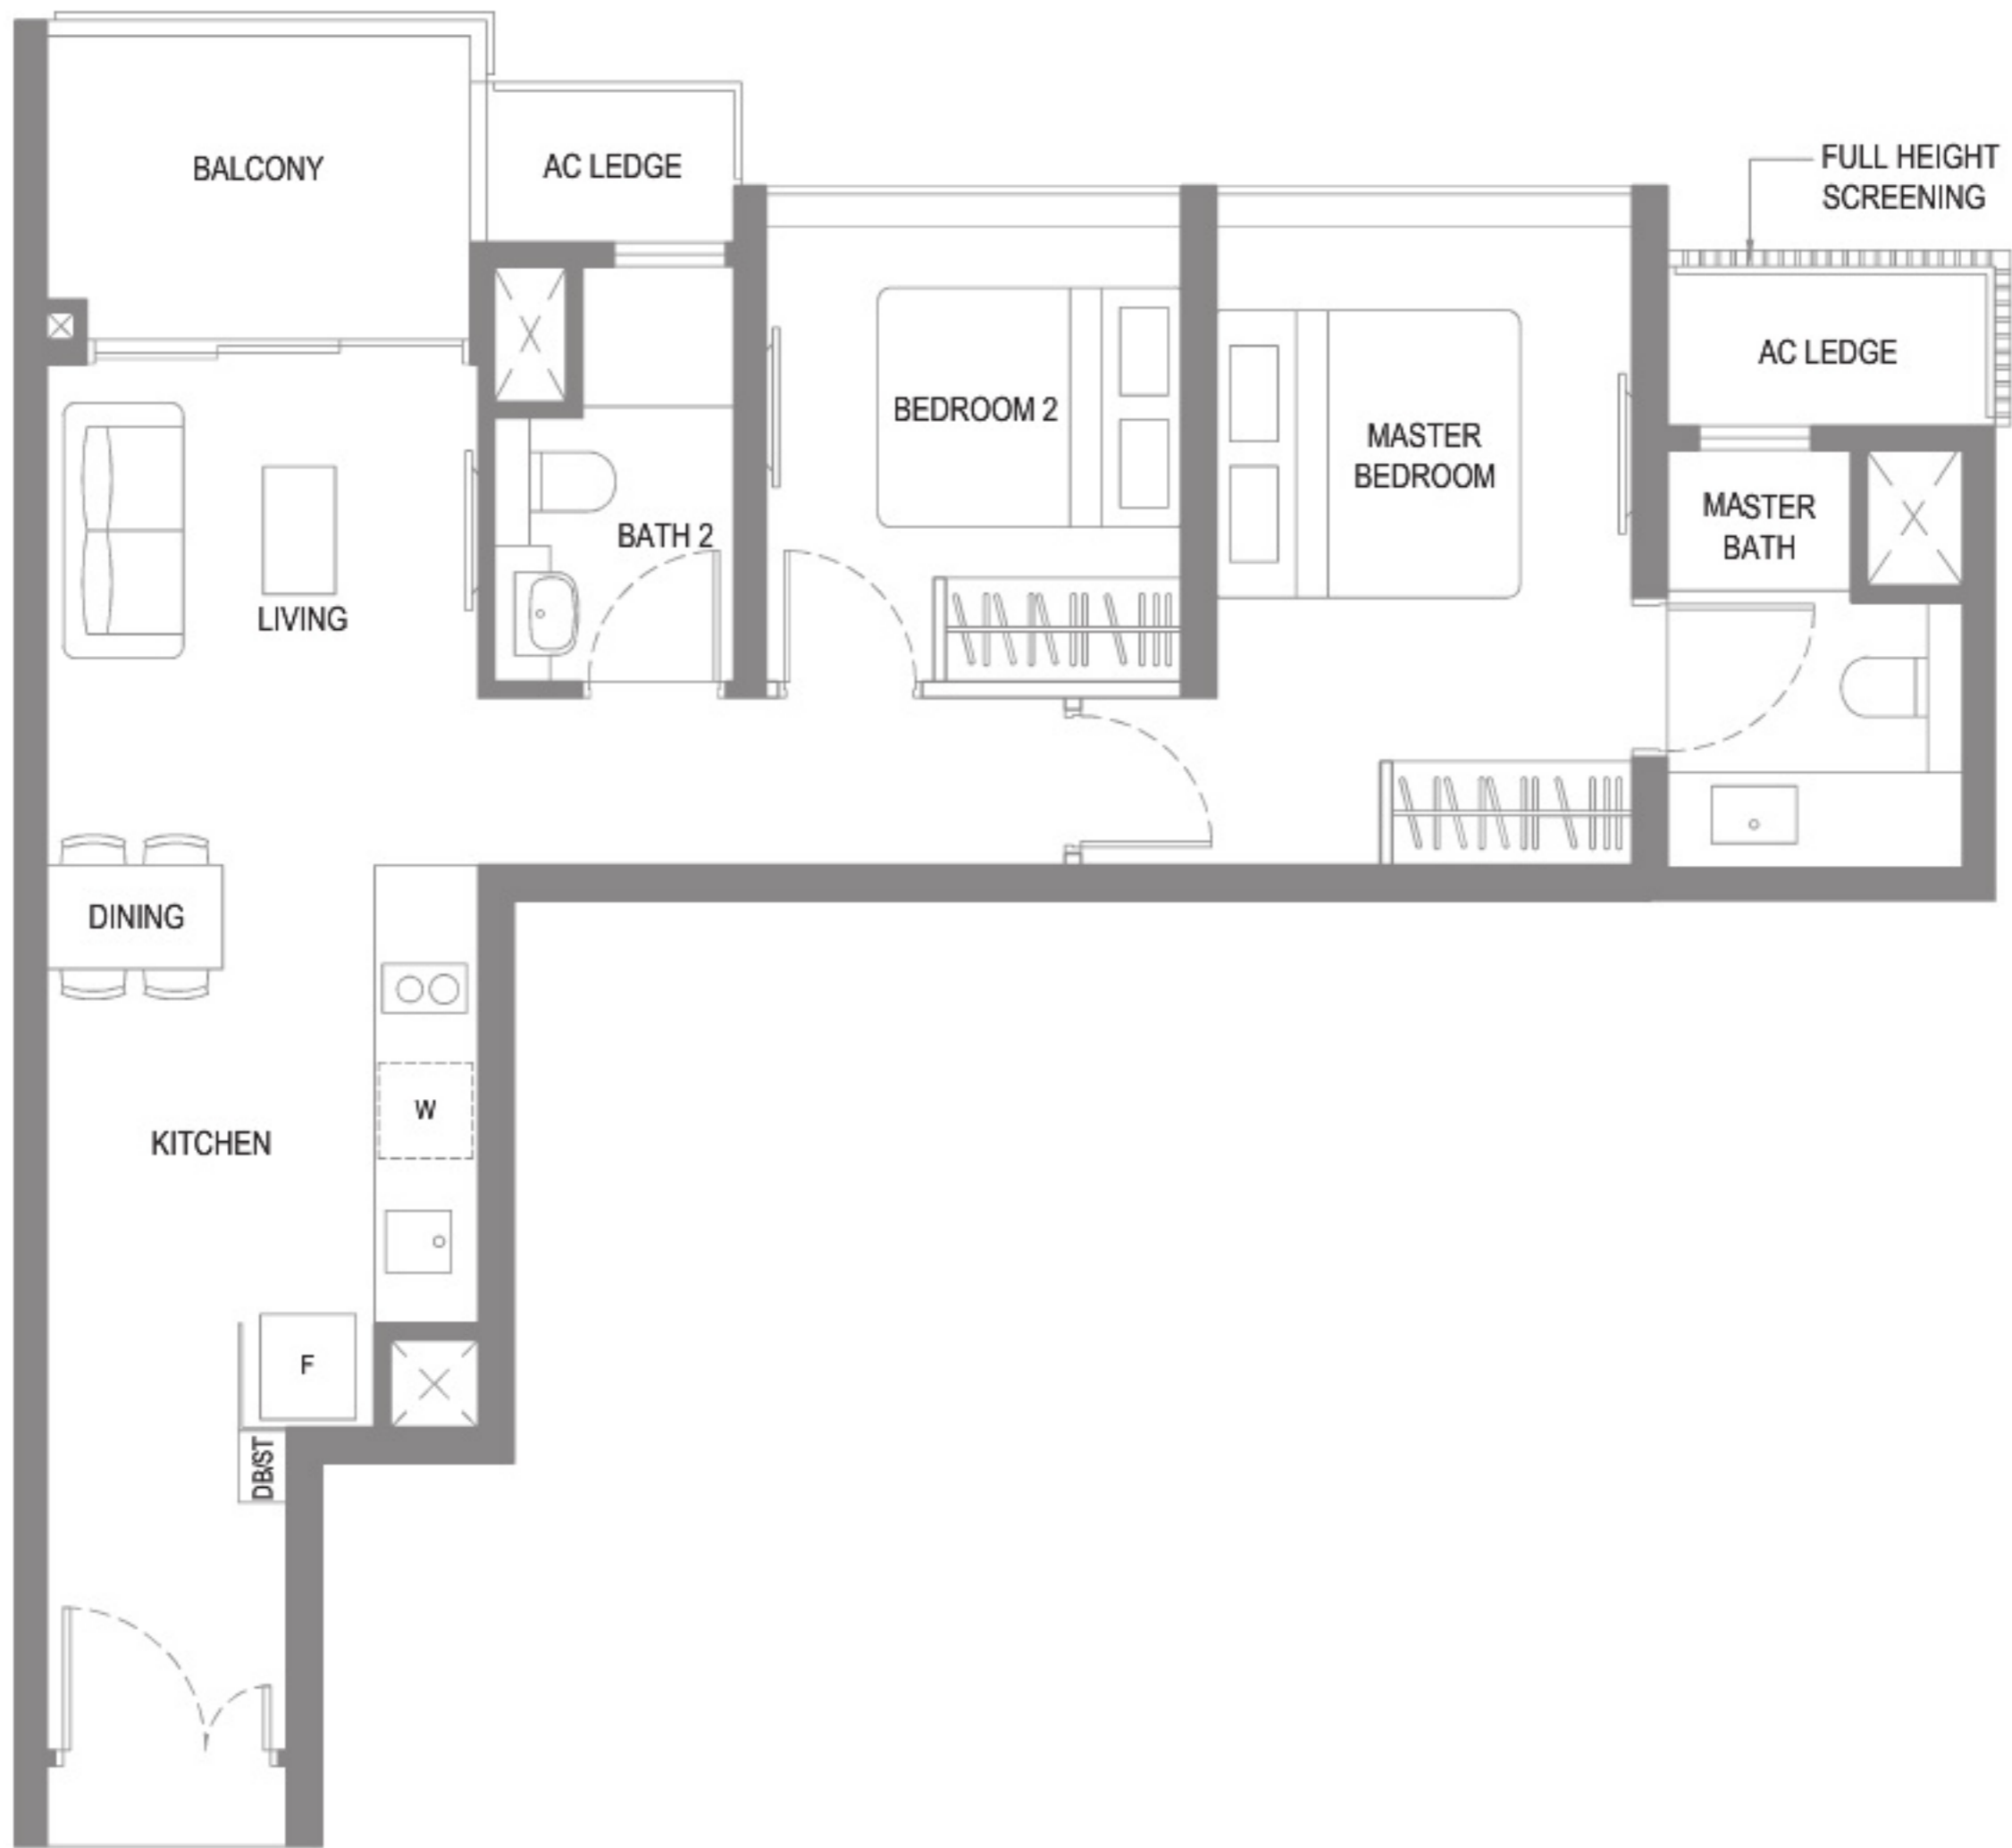 BALCONY
AC LEDGE
FULL HEIGHT
SCREENING
AC LEDGE
BEDROOM 2
MASTER
BEDROOM
MASTER
BATH
BATH 2
LIVING
DINING
W
KITCHEN
F
DB/ST